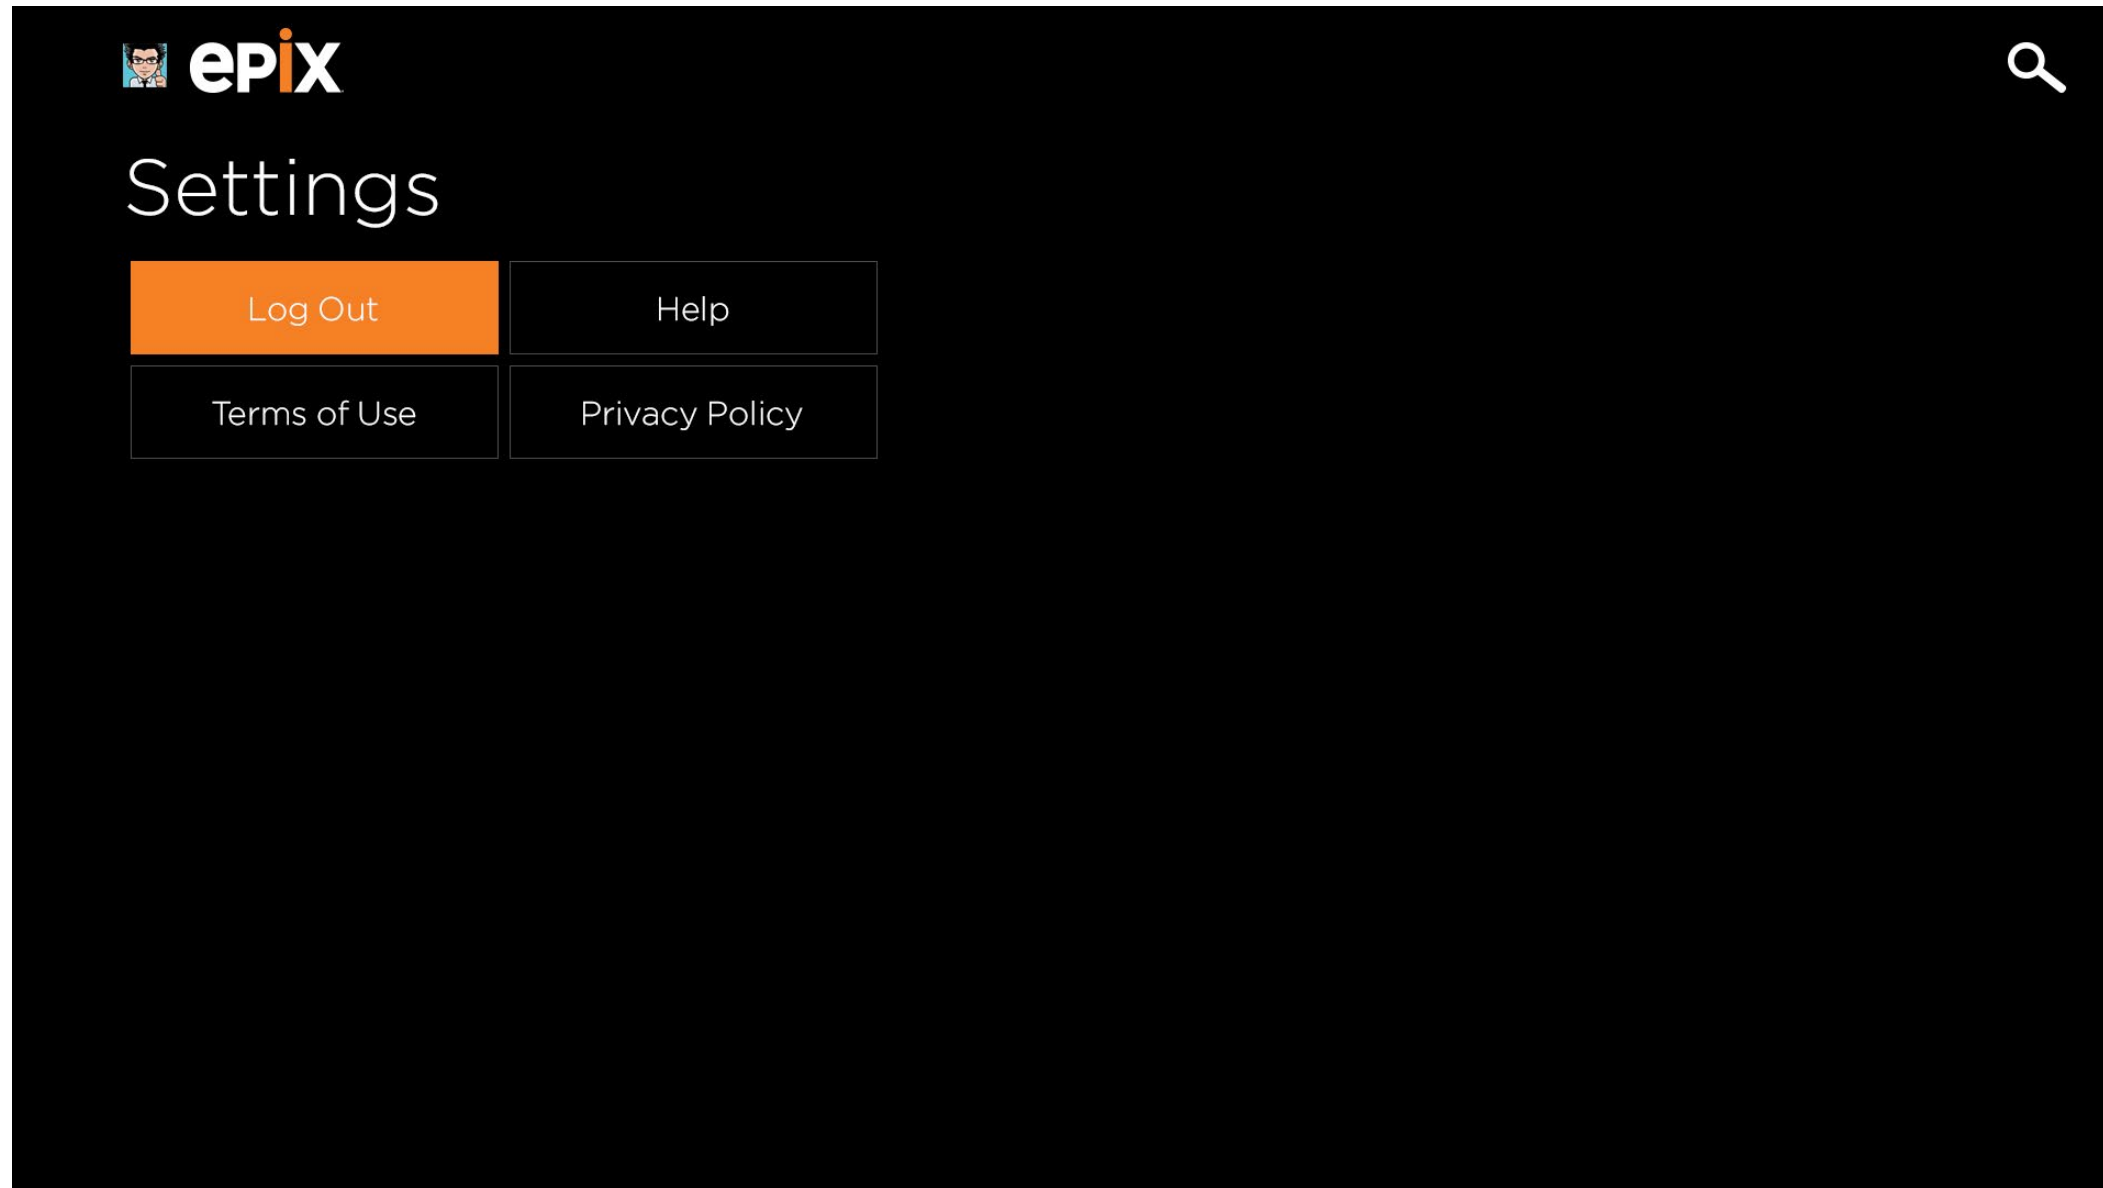 epix
Settings
Log Out
Help
Terms of Use
Privacy Policy